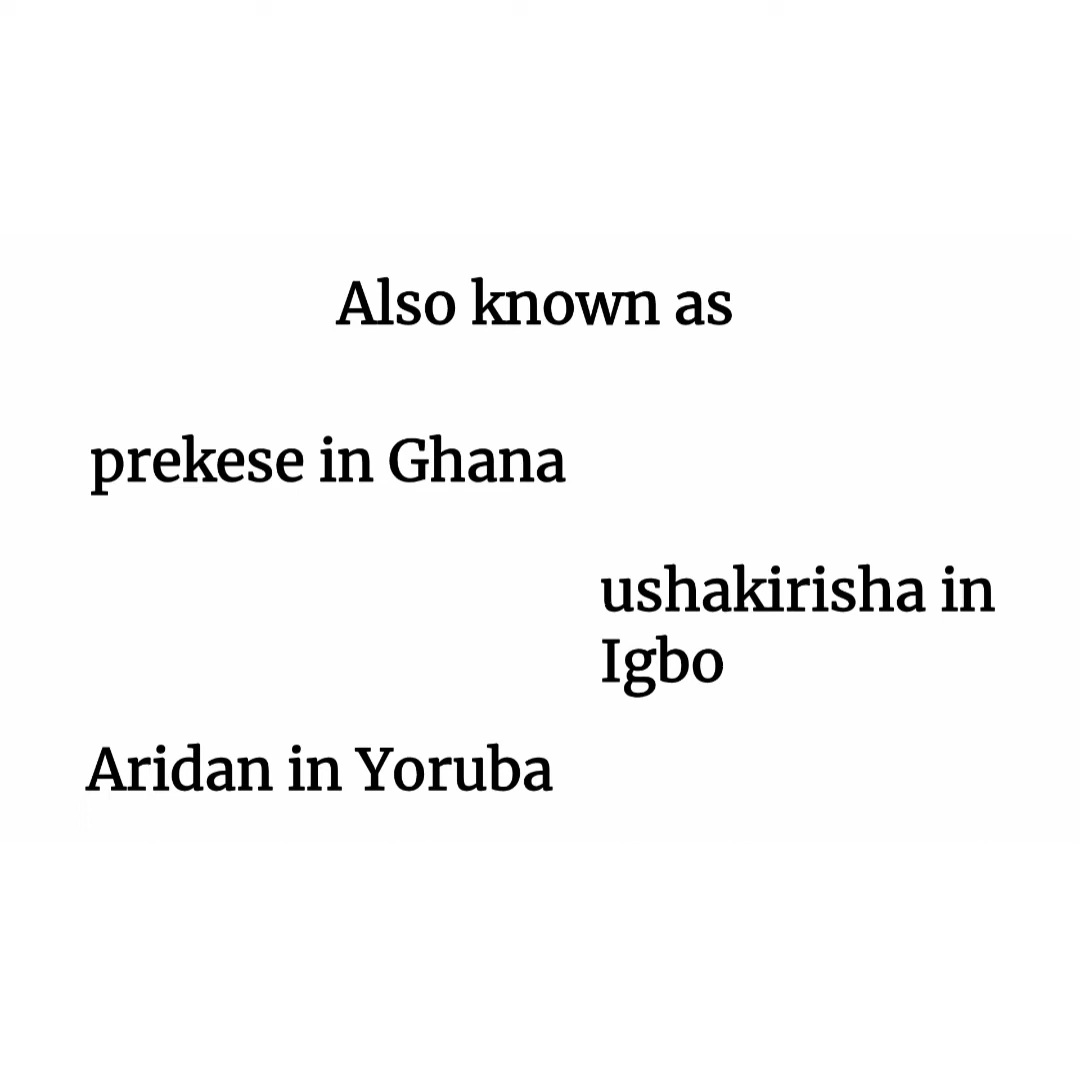 Also known as
prekese in Ghana
ushakirisha in
Igbo
Aridan in Yoruba